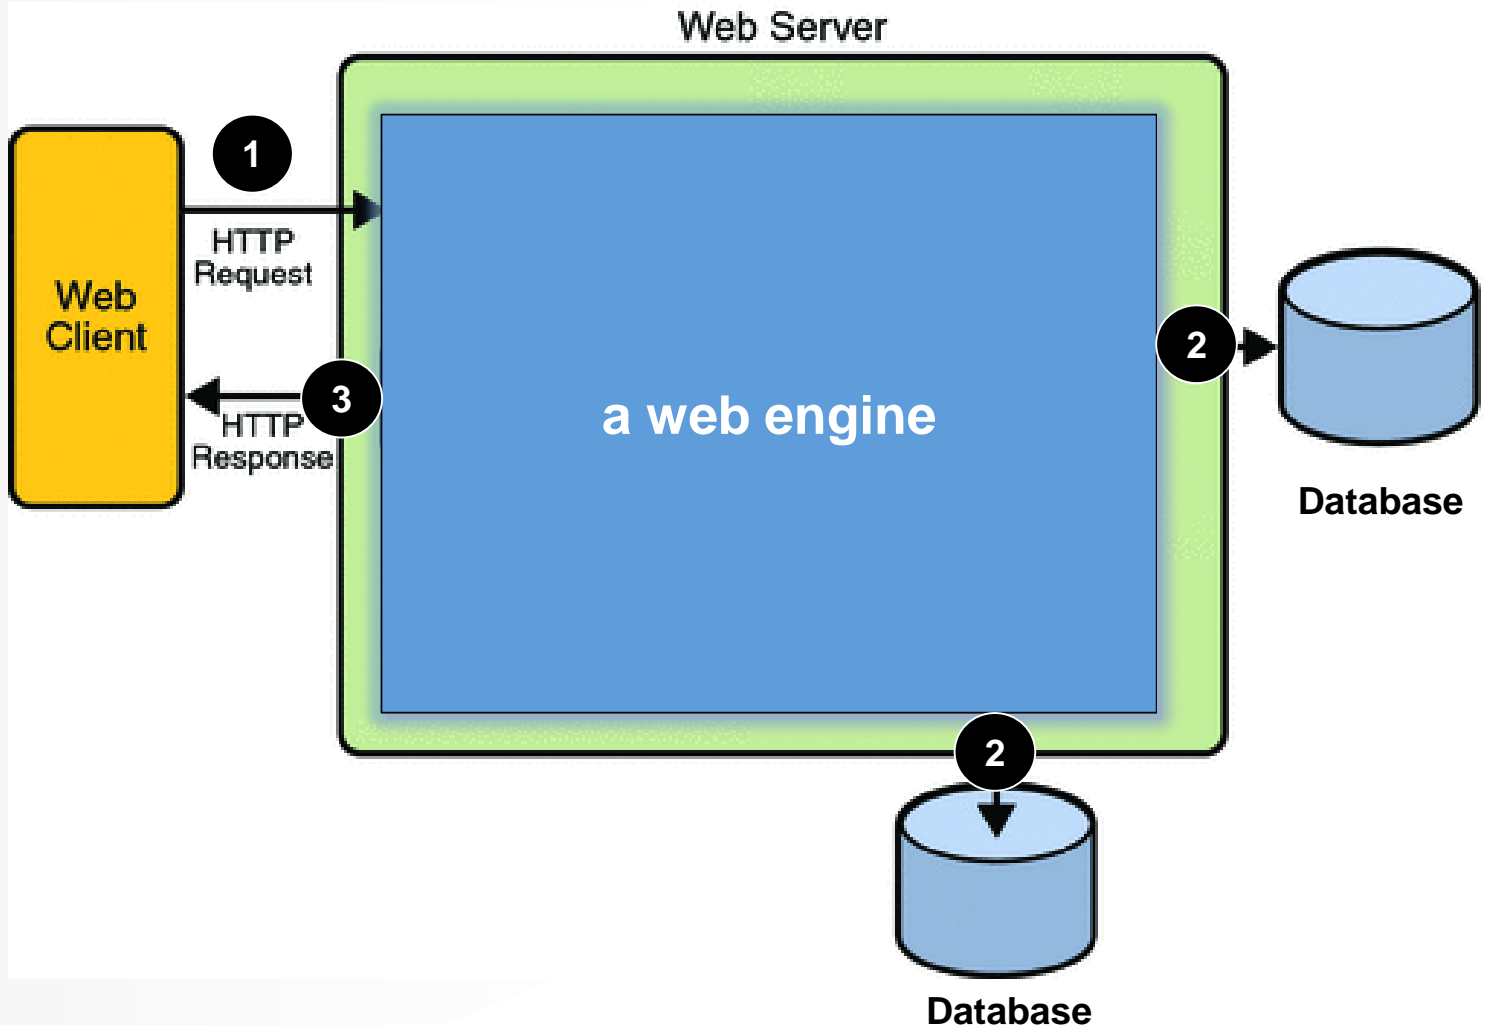 Web Server
1
HTTP
Request
Web
Client
2
3
HTTP
Response
a web engine
Database
2
Database